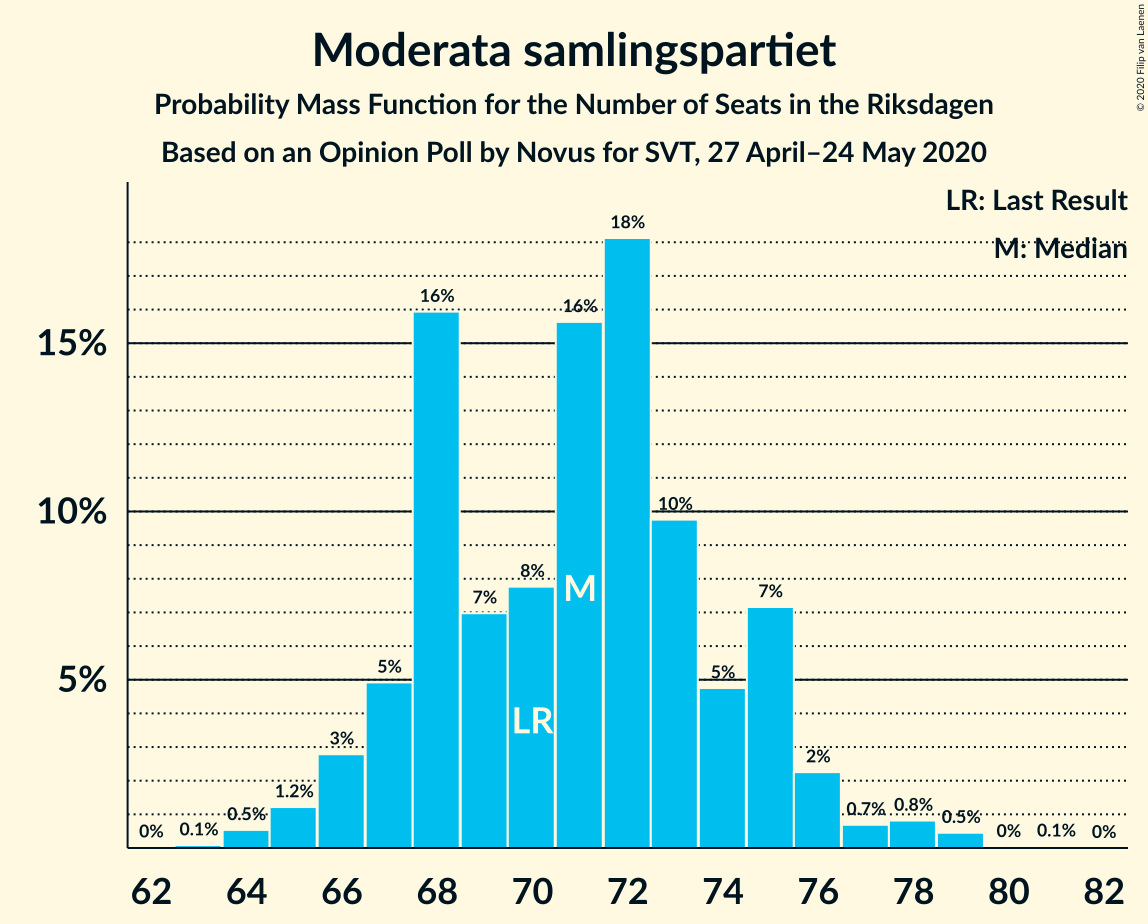 Moderata samlingspartiet
Probability Mass Function for the Number of Seats in the Riksdagen
Based on an Opinion Poll by Novus for SVT, 27 April–24 May 2020
© 2020 Filip van Laenen
LR: Last Result
M: Median
15%
10%
5%
0%
0.1%
0.5%
1.2%
3%
5%
16%
7%
8%
16%
18%
10%
5%
7%
2%
0.7%
0.8%
0.5%
0%
0.1%
0%
M
LR
62 64 66 68 70 72 74 76 78 80 82